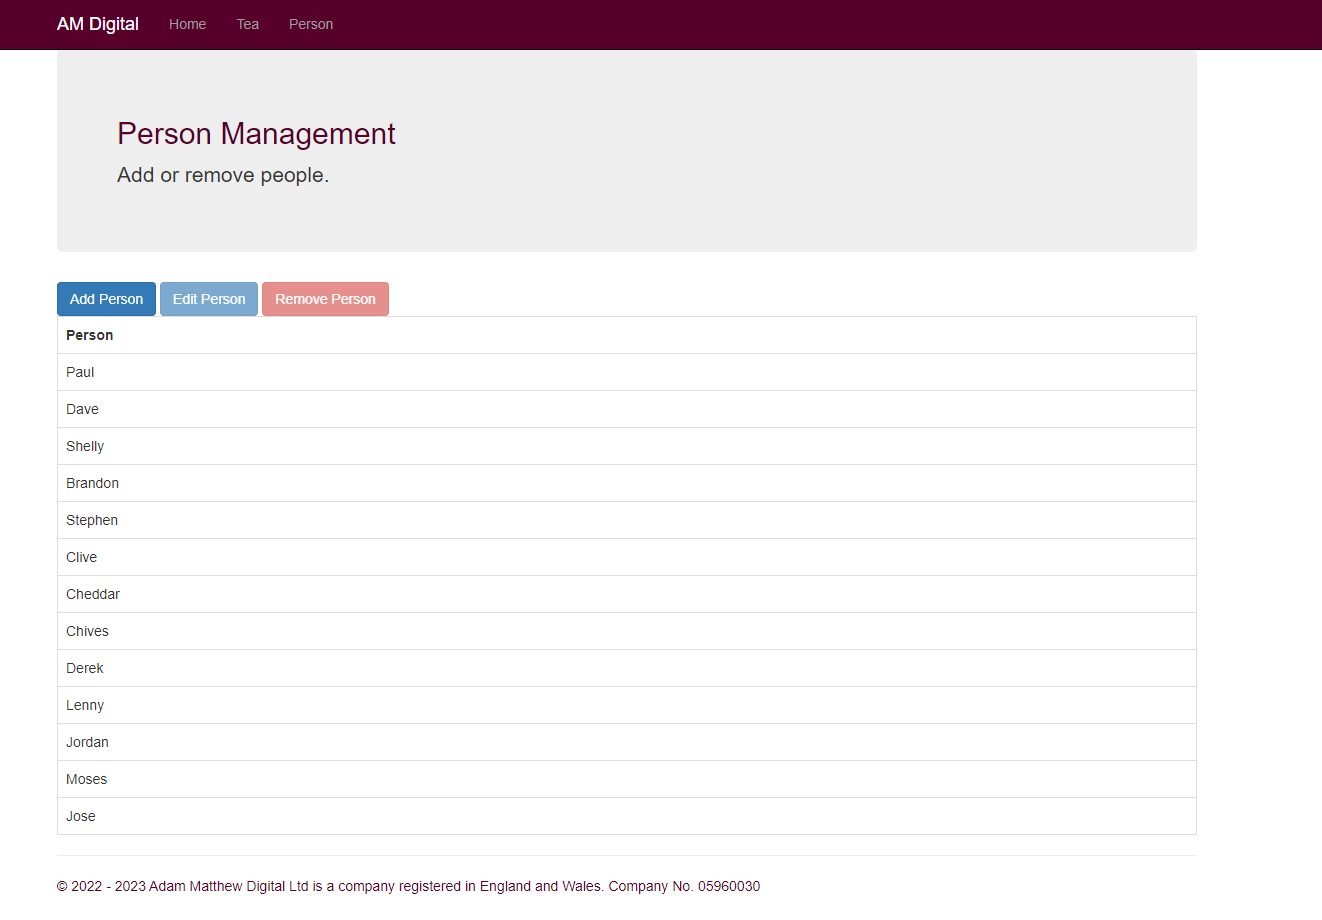 AM Digital Home Tea Person
Person Management
Add or remove people.
Add Person Edit Person Remove Person
Person
Paul
Dave
Shelly
Brandon
Stephen
Clive
Cheddar
Chives
Derek
Lenny
Jordan
Moses
Jose
© 2022 - 2023 Adam Matthew Digital Ltd is a company registered in England and Wales. Company No. 05960030